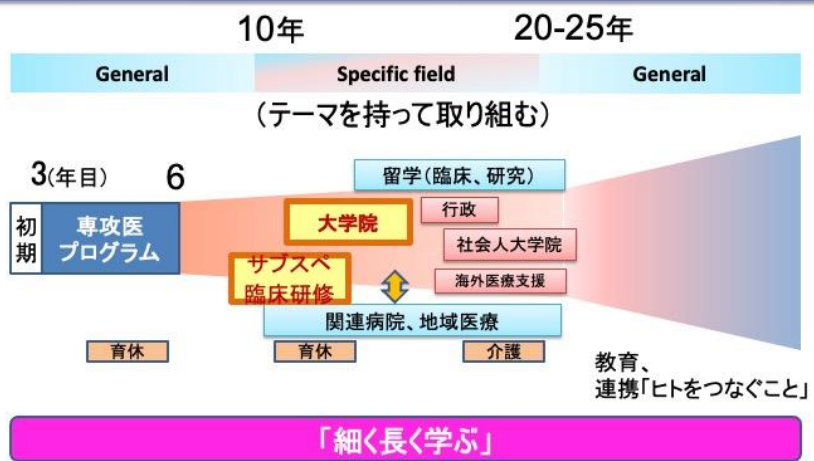 10年
20-25年
General
Specific field
General
(テーマを持って取り組む)
3(年目)
6
初期
専攻医
プログラム
留学(臨床、研究)
大学院
行政
社会人大学院
サブスペ
臨床研修
海外医療支援
関連病院、地域医療
育休
育休
介護
教育、
連携「ヒトをつなぐこと」
「細く長く学ぶ」